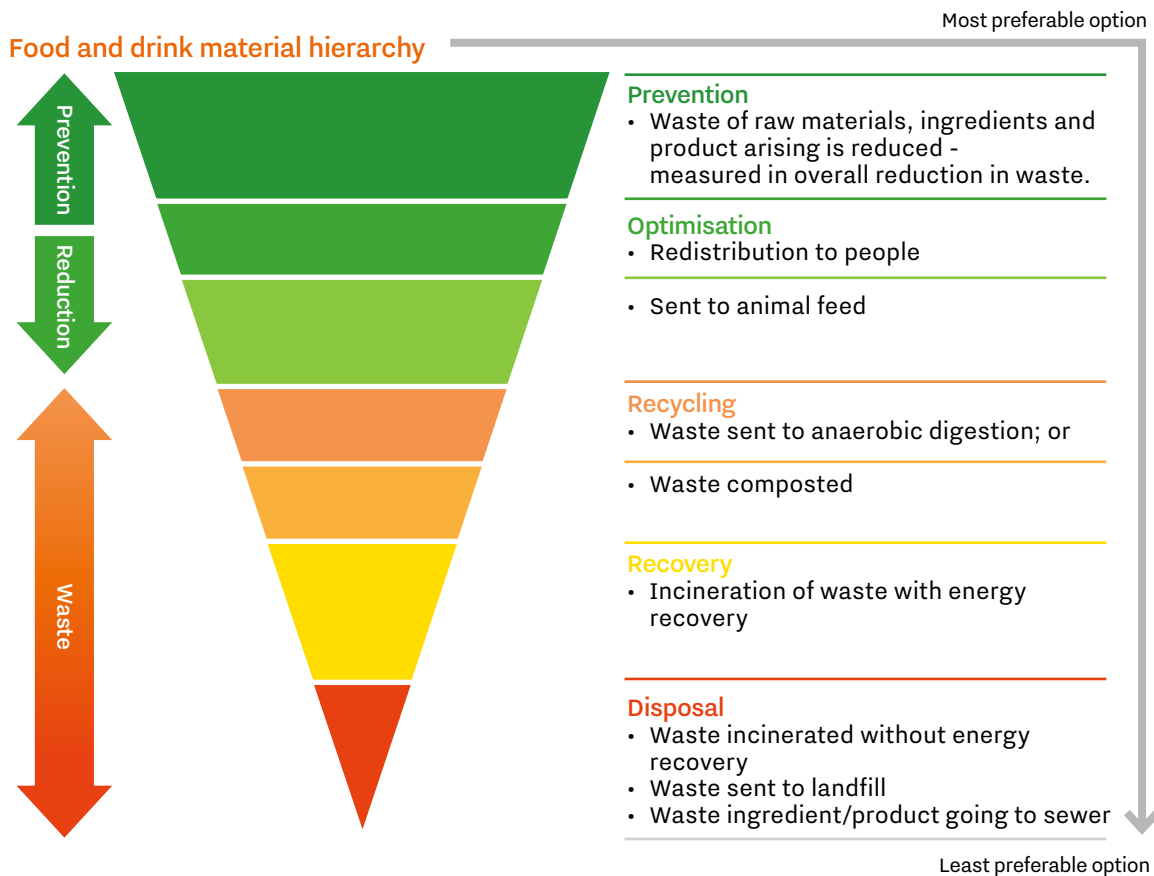 Most preferable option
Food and drink material hierarchy
Prevention
Reduction
Waste
Prevention
• Waste of raw materials, ingredients and
product arising is reduced -
measured in overall reduction in waste.
Optimisation
• Redistribution to people
• Sent to animal feed
Recycling
• Waste sent to anaerobic digestion; or
• Waste composted
Recovery
• Incineration of waste with energy
recovery
Disposal
• Waste incinerated without energy
recovery
• Waste sent to landfill
• Waste ingredient/product going to sewer
Least preferable option